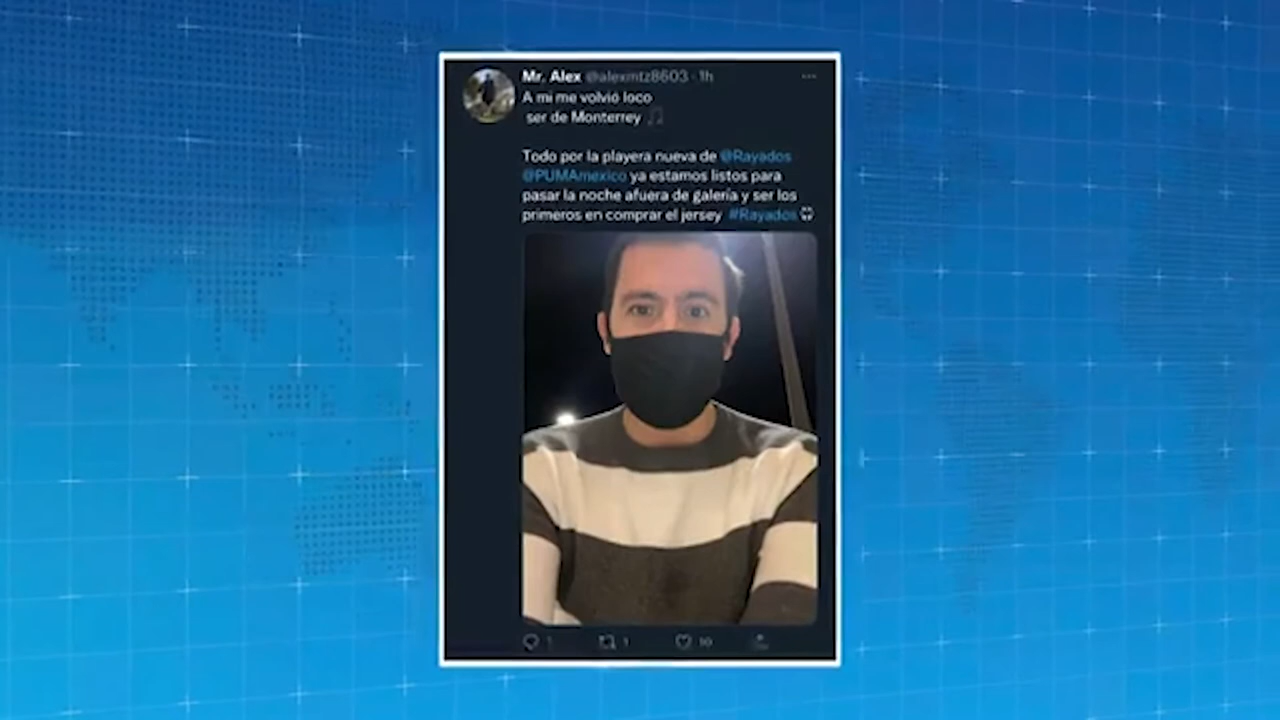 Mr. Alex @alexmtz8603 · 1h
A mi me volvió loco
ser de Monterrey
Todo por la playera nueva de @Rayados
@PUMAmexico ya estamos listos para
pasar la noche afuera de galería y ser los
primeros en comprar el jersey #Rayados
1 1 10